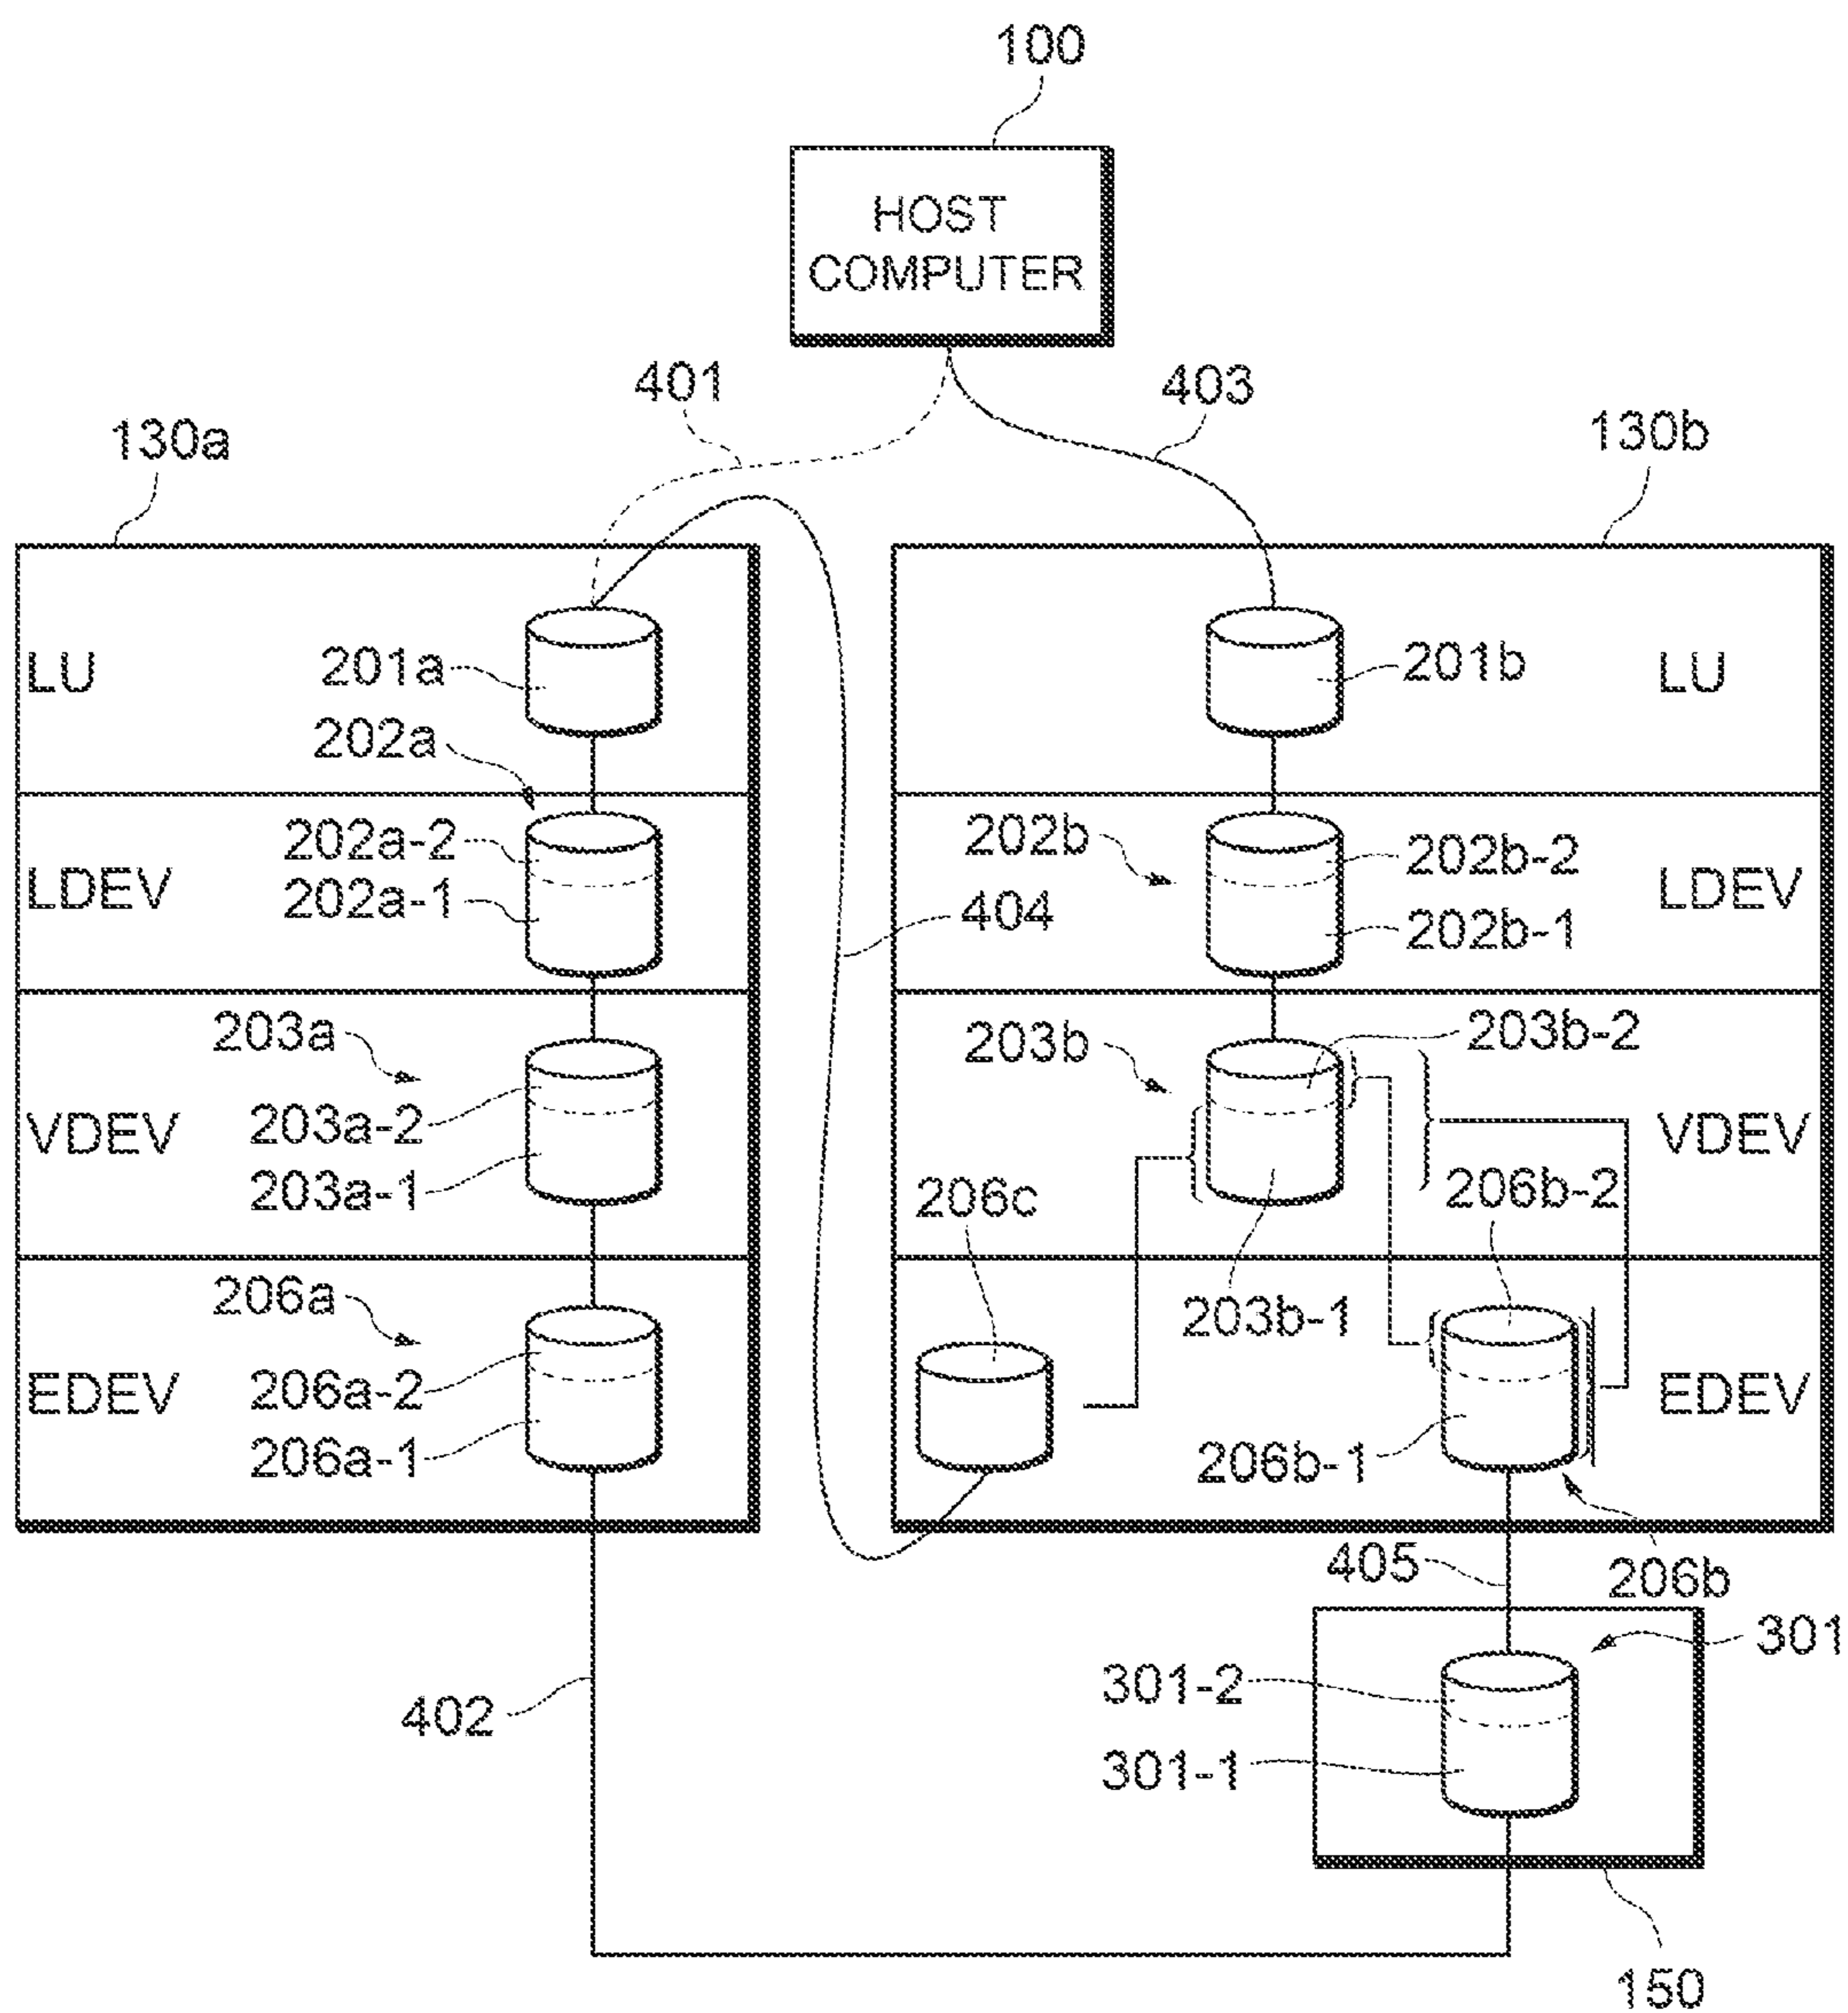 100
HOST
COMPUTER
401
403
130a
130b
LU
201a
201b
LU
202a
LDEV
202a-2
202a-1
202b
202b-2
202b-1
LDEV
404
203a
203b
203b-2
VDEV
203a-2
203a-1
VDEV
206c
206b-2
206a
203b-1
EDEV
206a-2
206a-1
206b-1
EDEV
405
206b
301
402
301-2
301-1
150